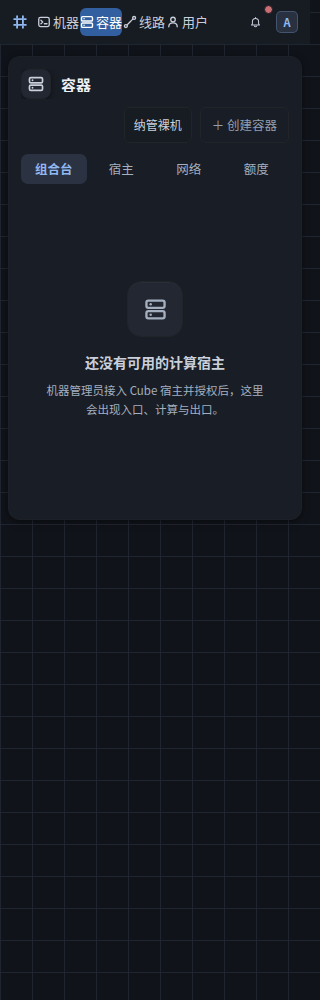 机器 容器 线路 用户 A
容器
纳管裸机 创建容器
组合台 宿主 网络 额度
还没有可用的计算宿主
机器管理员接入 Cube 宿主并授权后，这里
会出现入口、计算与出口。